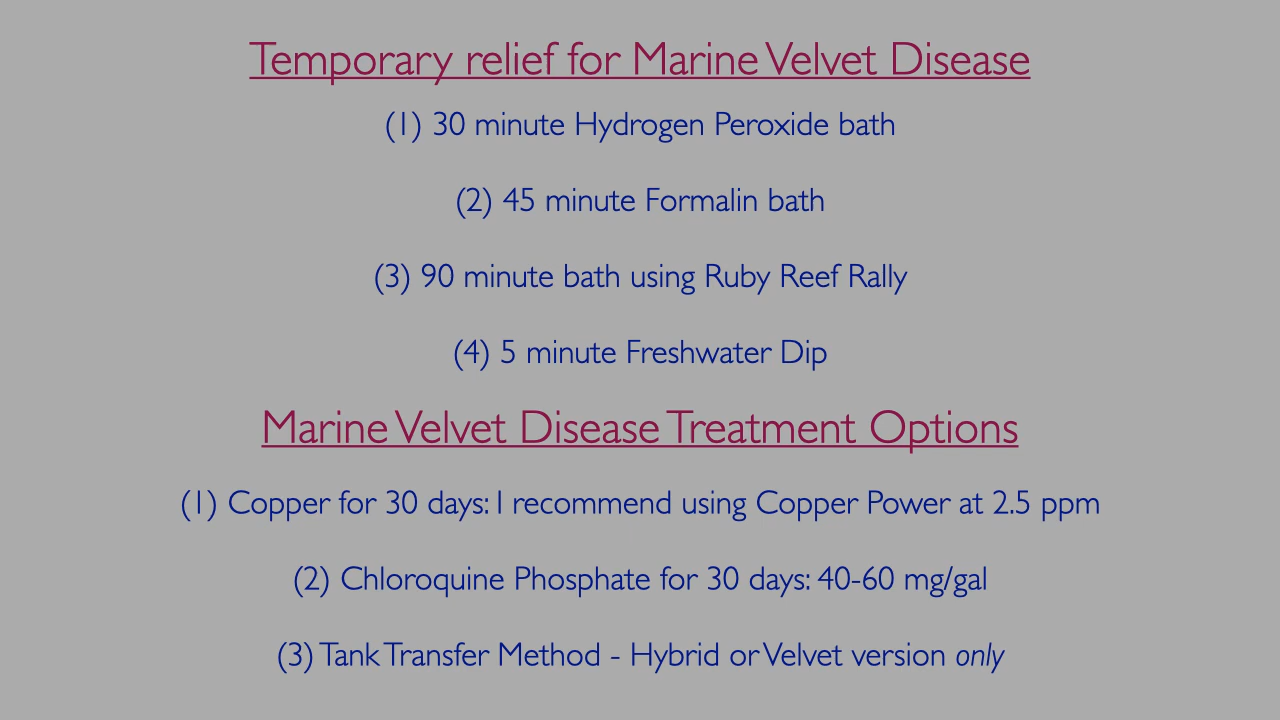 Temporary relief for Marine Velvet Disease
(1) 30 minute Hydrogen Peroxide bath
(2) 45 minute Formalin bath
(3) 90 minute bath using Ruby Reef Rally
(4) 5 minute Freshwater Dip
Marine Velvet Disease Treatment Options
(1) Copper for 30 days: I recommend using Copper Power at 2.5 ppm
(2) Chloroquine Phosphate for 30 days: 40-60 mg/gal
(3) Tank Transfer Method - Hybrid or Velvet version only